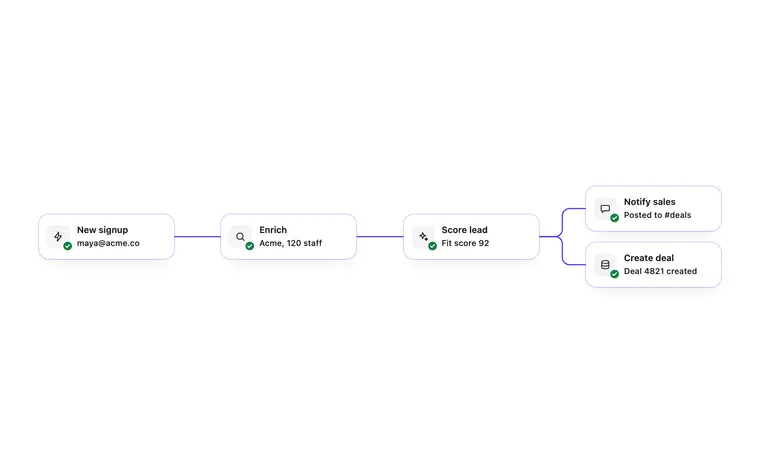 New signup
maya@acme.co
Enrich
Acme, 120 staff
Score lead
Fit score 92
Notify sales
Posted to #deals
Create deal
Deal 4821 created